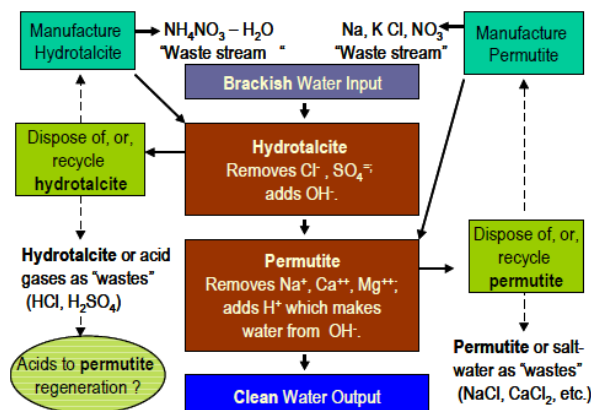 Manufacture
Hydrotalcite
NH₄NO₃ – H₂O
"Waste stream “
Na, K Cl, NO₃
"Waste stream"
Manufacture
Permutite
Brackish Water Input
Hydrotalcite
Removes Cl⁻ , SO₄⁼;
adds OH⁻.
Dispose of, or,
recycle
hydrotalcite
Permutite
Removes Na⁺, Ca⁺⁺, Mg⁺⁺;
adds H⁺ which makes
water from OH⁻.
Dispose of, or,
recycle
permutite
Hydrotalcite or acid
gases as "wastes"
(HCl, H₂SO₄)
Acids to permutite
regeneration ?
Permutite or salt-
water as "wastes"
(NaCl, CaCl₂, etc.)
Clean Water Output